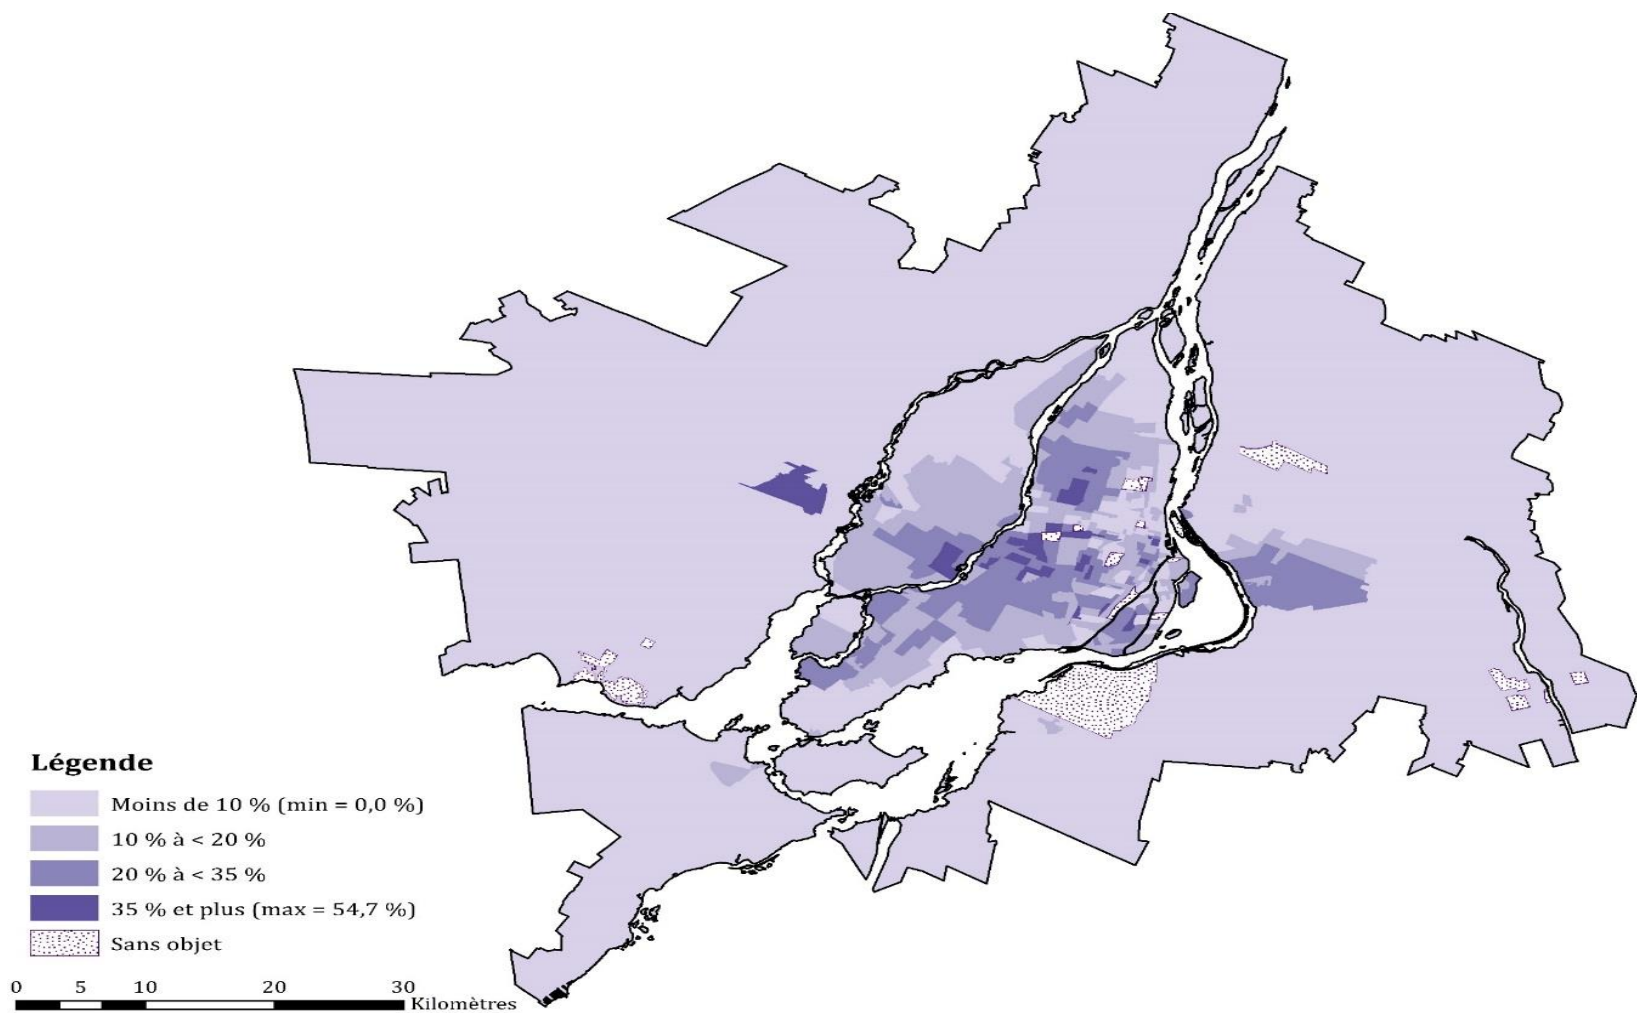 Légende
Moins de 10 % (min = 0,0 %)
10 % à < 20 %
20 % à < 35 %
35 % et plus (max = 54,7 %)
Sans objet
0 5 10 20 30
Kilomètres